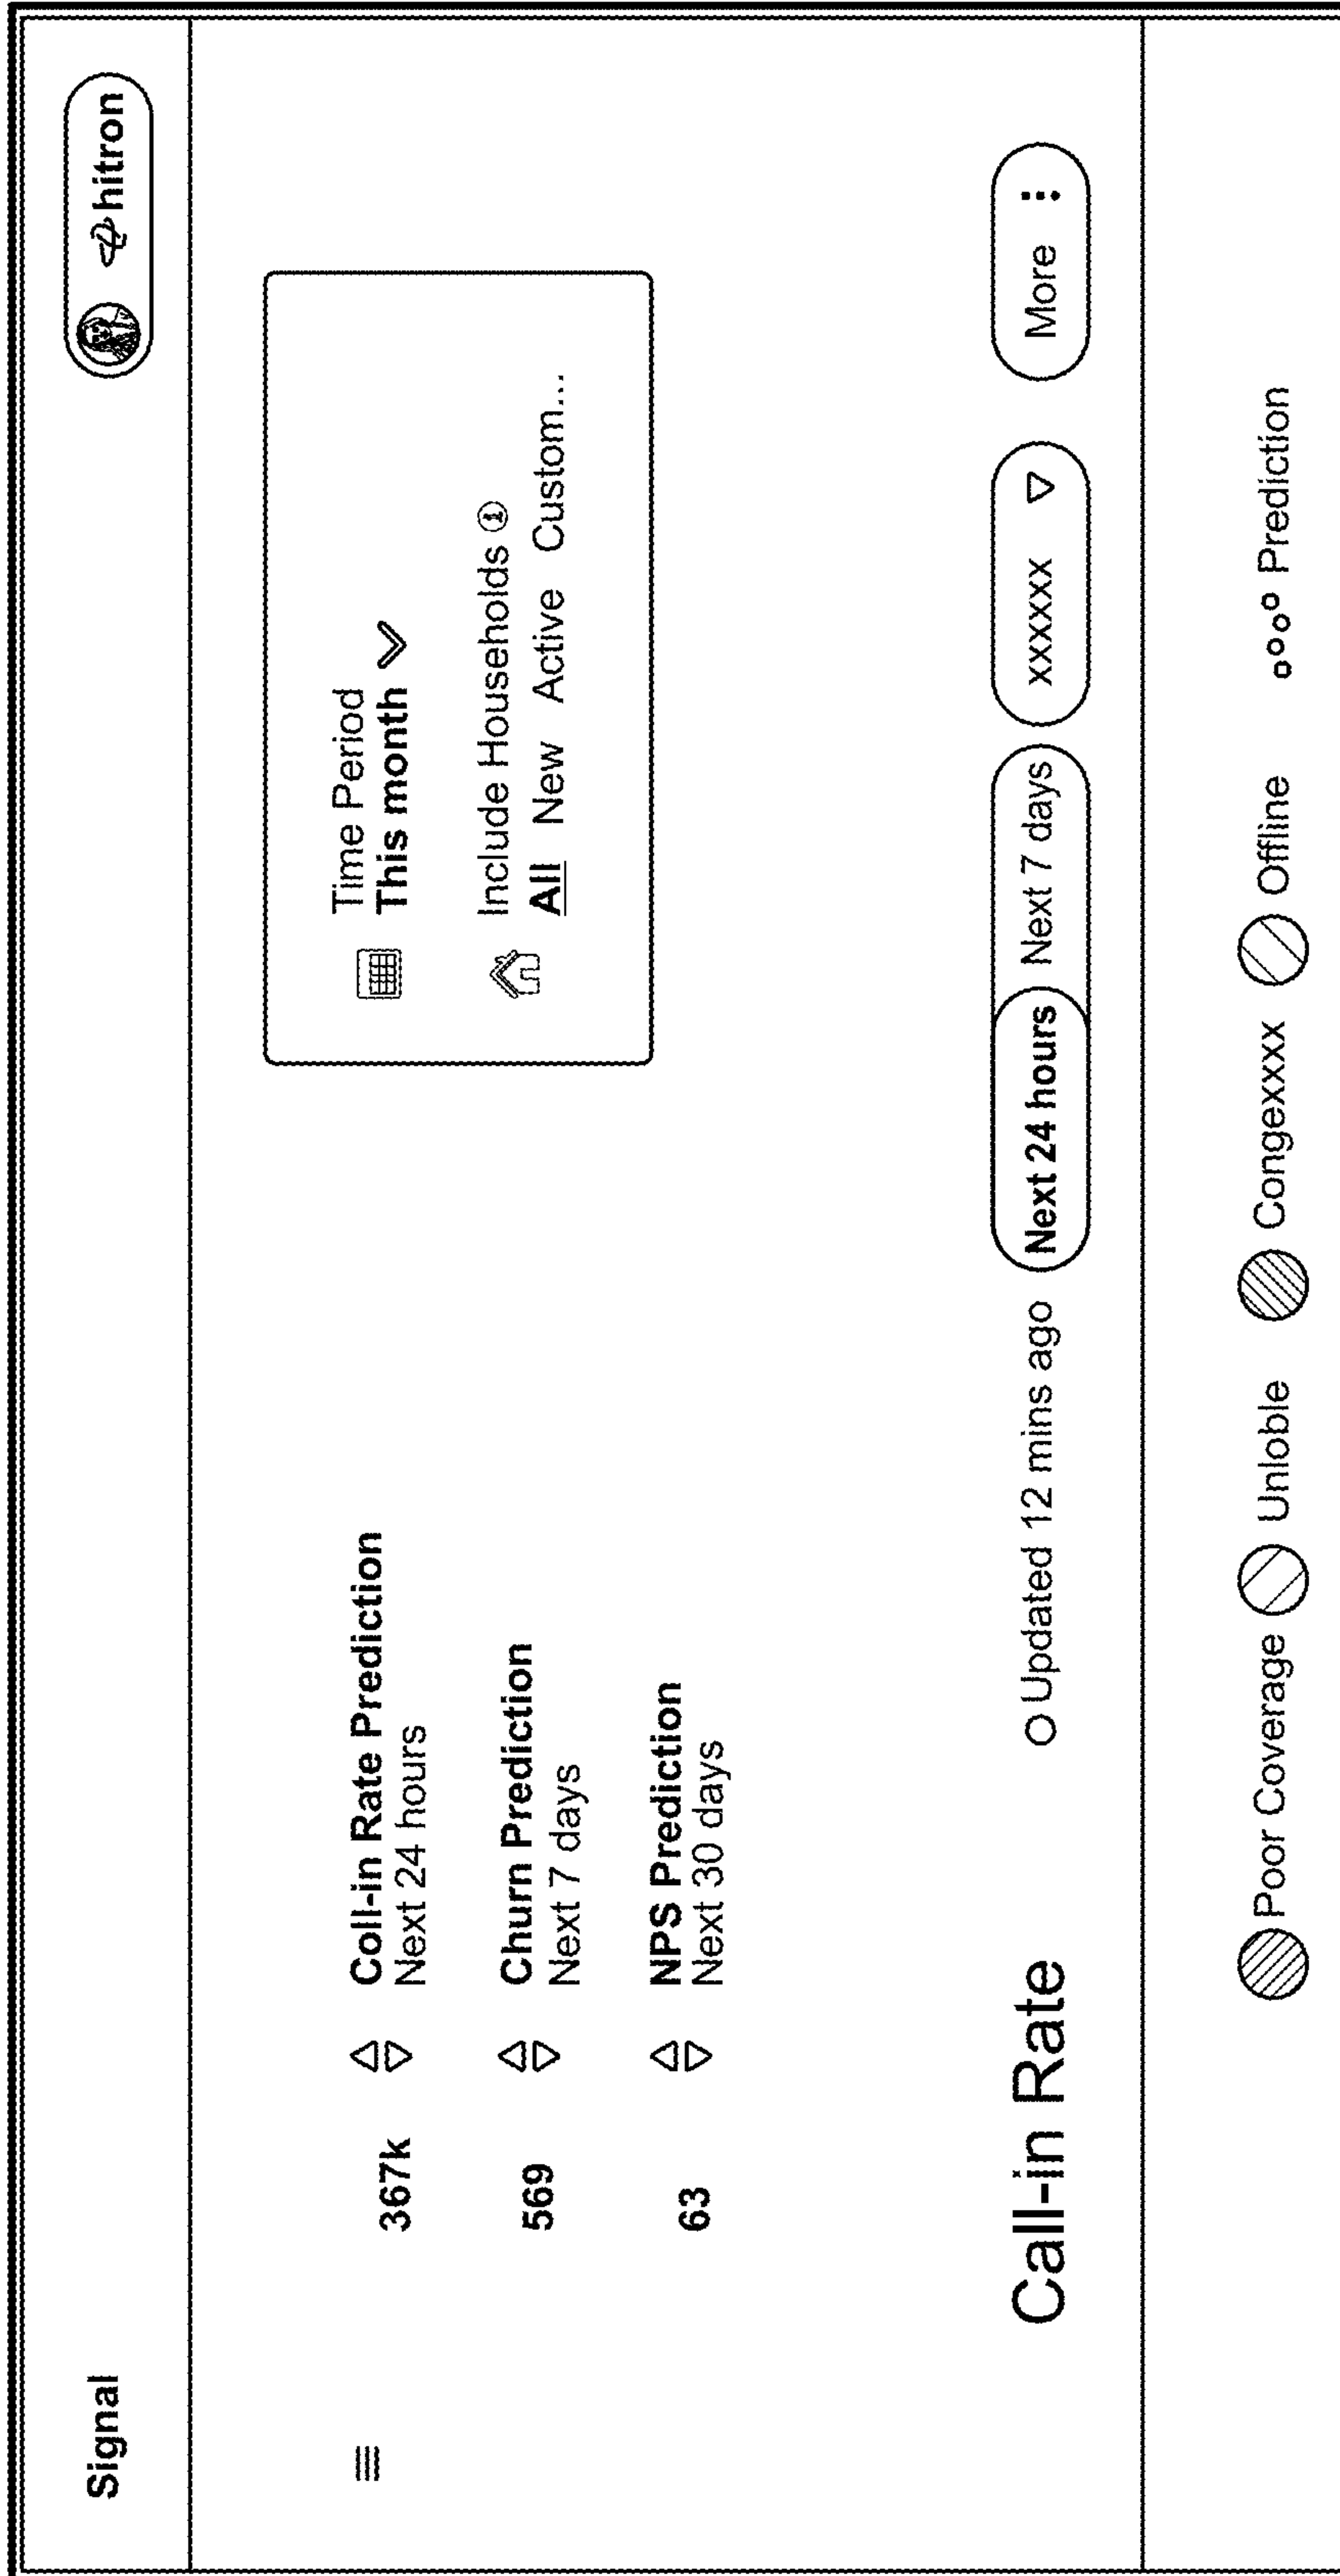 Signal
hitron
367k
Coll-in Rate Prediction
Next 24 hours
569
Churn Prediction
Next 7 days
63
NPS Prediction
Next 30 days
Time Period
This month
Include Households
All New Active Custom...
Call-in Rate
Updated 12 mins ago
Next 24 hours
Next 7 days
xxxxxx
More
Poor Coverage
Unloble
Congexxxx
Offline
Prediction